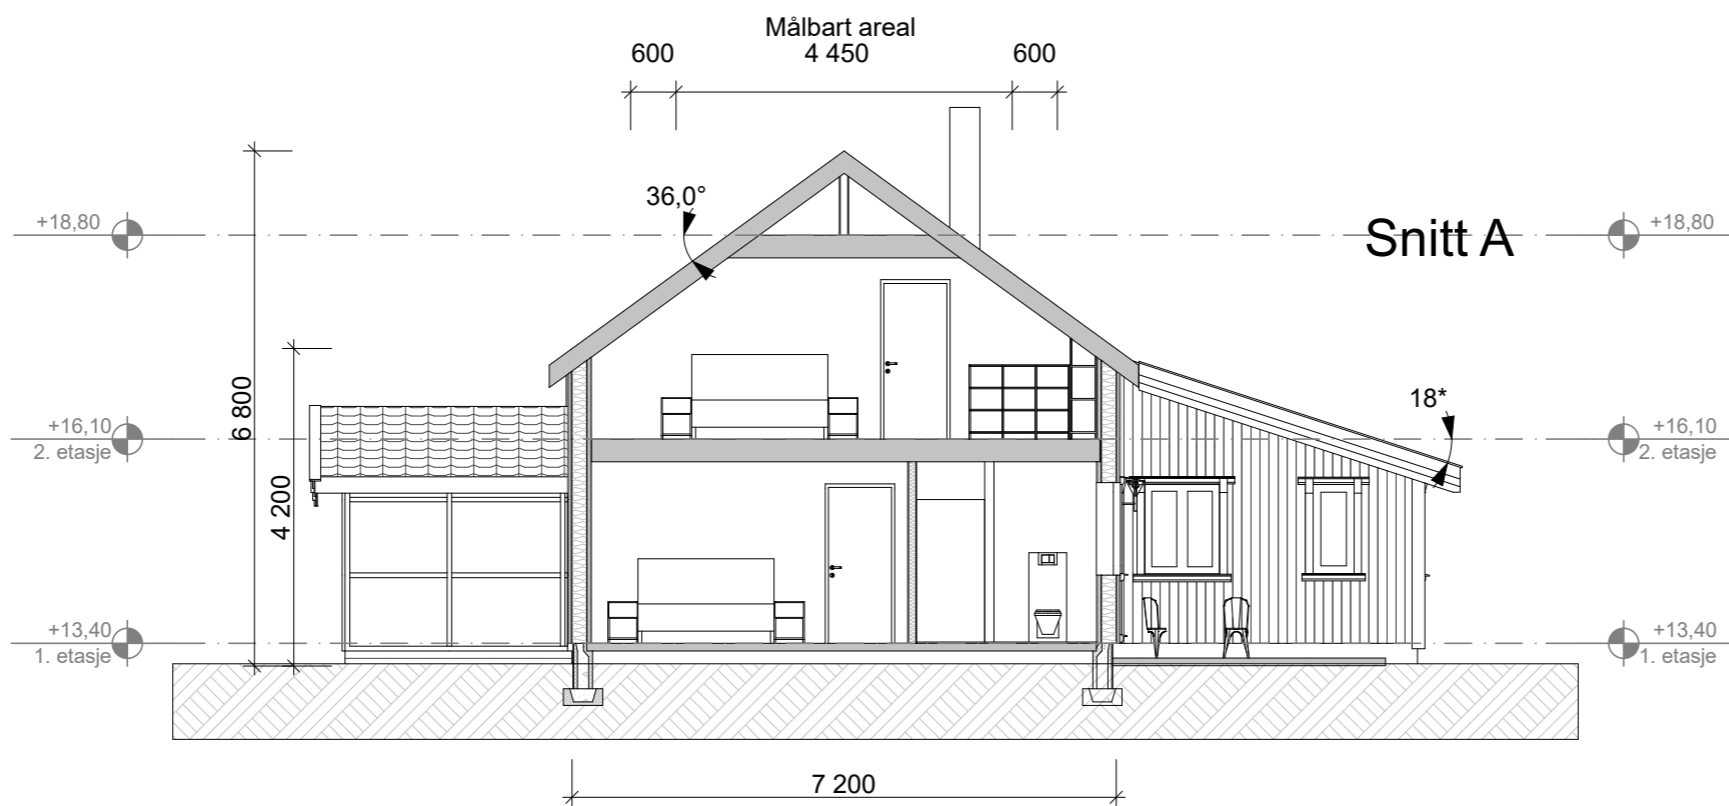 Målbart areal
600 4 450 600
36,0°
+18,80 Snitt A +18,80
6 800
18*
+16,10 +16,10
2. etasje 2. etasje
4 200
+13,40 +13,40
1. etasje 1. etasje
7 200